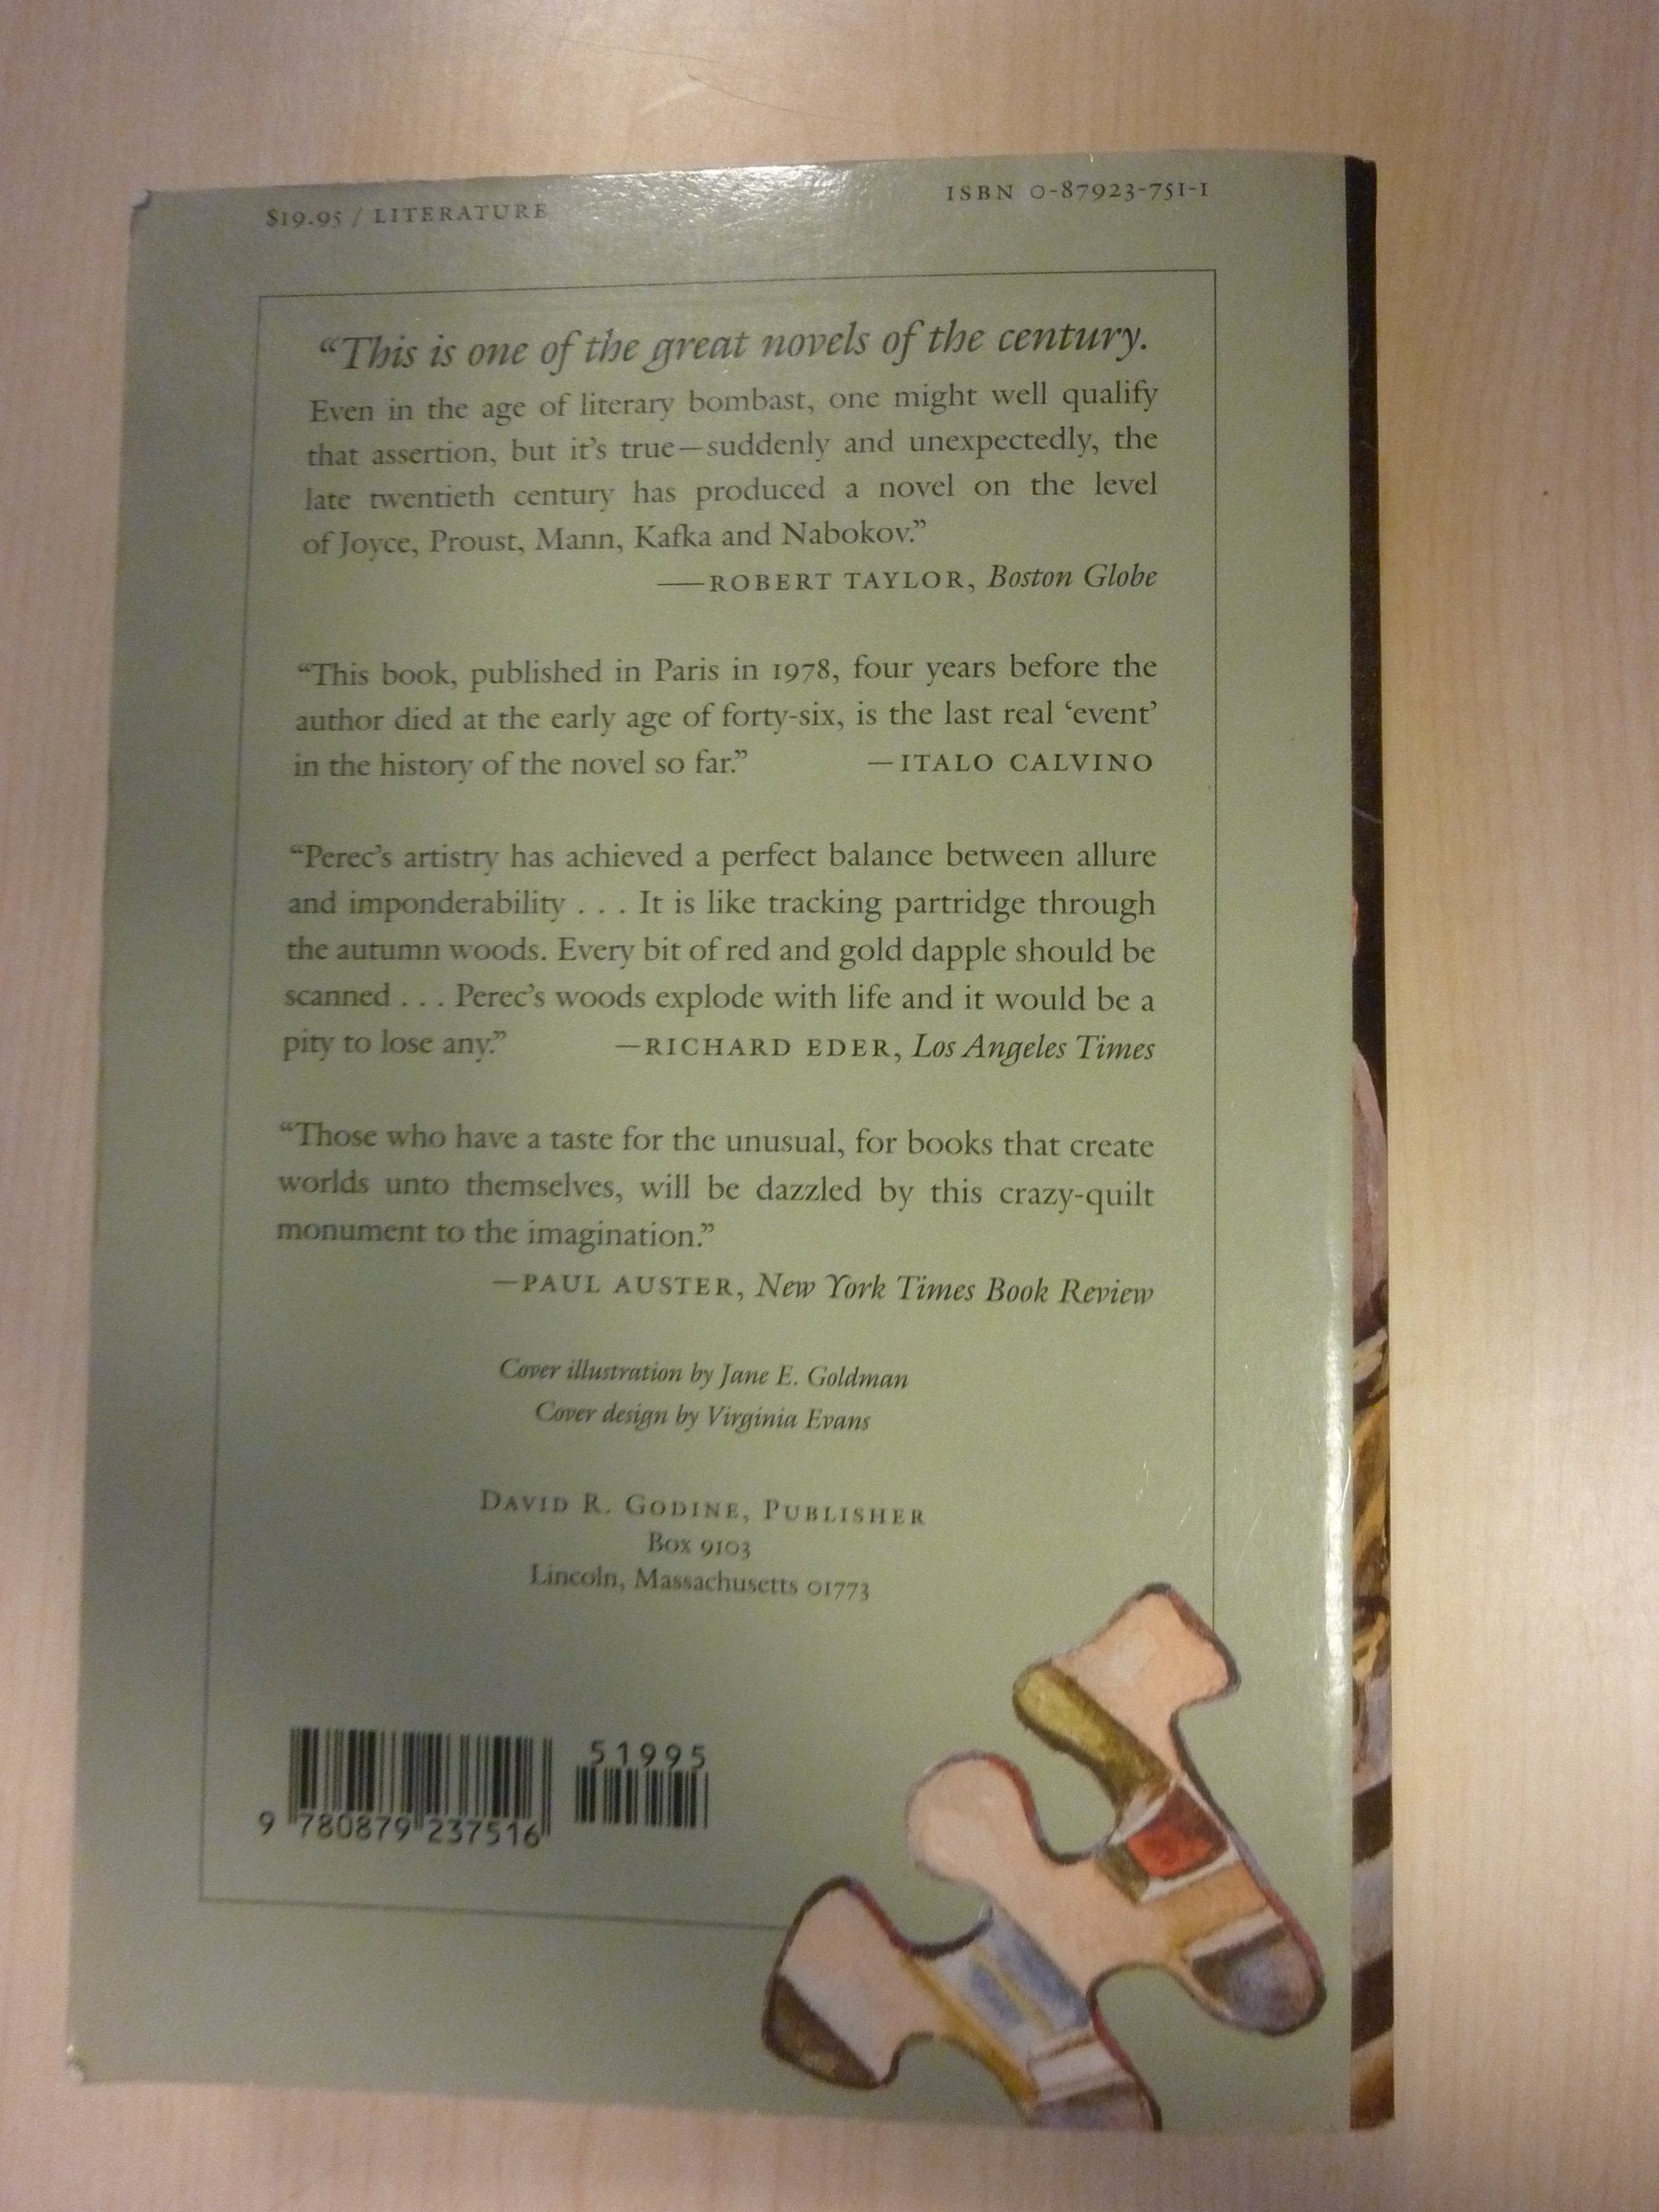 $19.95 / LITERATURE
ISBN 0-87923-751-1
“This is one of the great novels of the century.
Even in the age of literary bombast, one might well qualify
that assertion, but it’s true—suddenly and unexpectedly, the
late twentieth century has produced a novel on the level
of Joyce, Proust, Mann, Kafka and Nabokov.”
—ROBERT TAYLOR, Boston Globe
“This book, published in Paris in 1978, four years before the
author died at the early age of forty-six, is the last real ‘event’
in the history of the novel so far.” —ITALO CALVINO
“Perec’s artistry has achieved a perfect balance between allure
and imponderability . . . It is like tracking partridge through
the autumn woods. Every bit of red and gold dapple should be
scanned . . . Perec’s woods explode with life and it would be a
pity to lose any.” —RICHARD EDER, Los Angeles Times
“Those who have a taste for the unusual, for books that create
worlds unto themselves, will be dazzled by this crazy-quilt
monument to the imagination.”
—PAUL AUSTER, New York Times Book Review
Cover illustration by Jane E. Goldman
Cover design by Virginia Evans
DAVID R. GODINE, PUBLISHER
Box 9103
Lincoln, Massachusetts 01773
51995
9 780879 237516